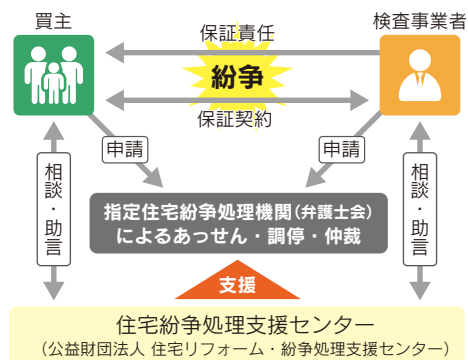 買主
検査事業者
保証責任
紛争
保証契約
申請
申請
相談・助言
相談・助言
指定住宅紛争処理機関(弁護士会)
によるあっせん・調停・仲裁
支援
住宅紛争処理支援センター
(公益財団法人 住宅リフォーム・紛争処理支援センター)